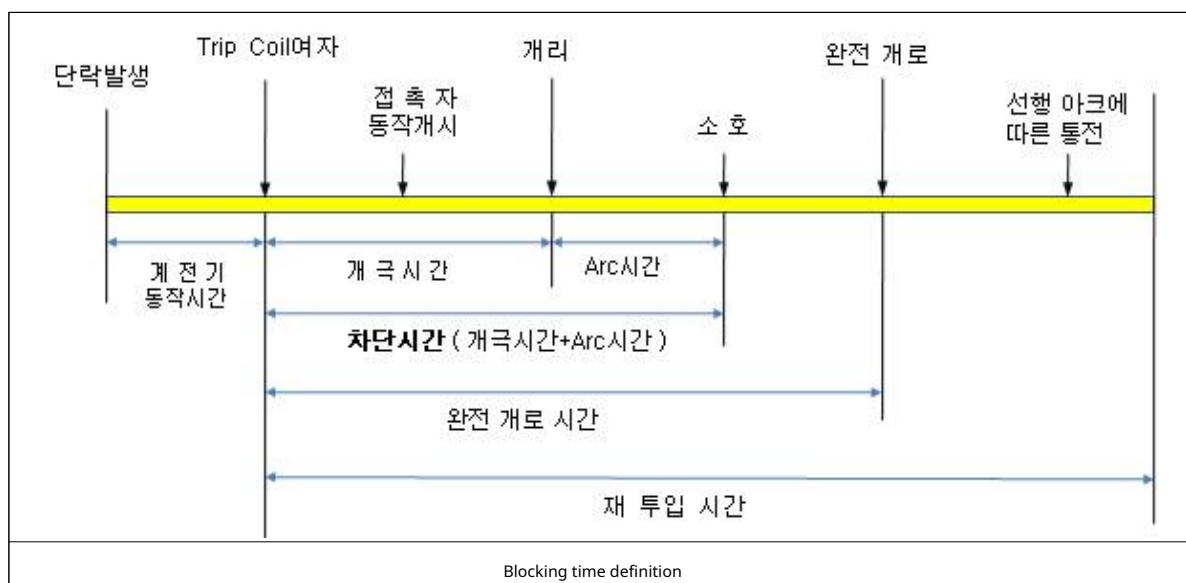 Trip Coil여자
개리
완전 개로
단락발생
접 촉 자
동작개시
소 호
선행 아크에
따른 통전
계 전 기
동작시간
개 극 시 간
Arc시간
차단시간 ( 개극시간+Arc시간 )
완전 개로 시간
재 투입 시간
Blocking time definition